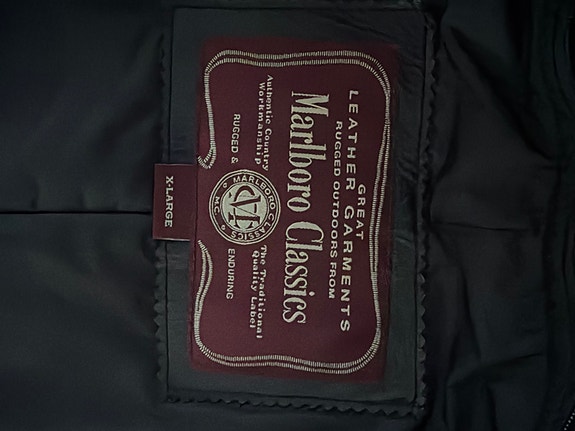 GREAT
LEATHER GARMENTS
RUGGED OUTDOORS FROM
Marlboro Classics
Authentic Country
Workmanship
The Traditional
Quality Label
RUGGED &
ENDURING
MARLBORO CLASSICS
M.C.
MC
X-LARGE